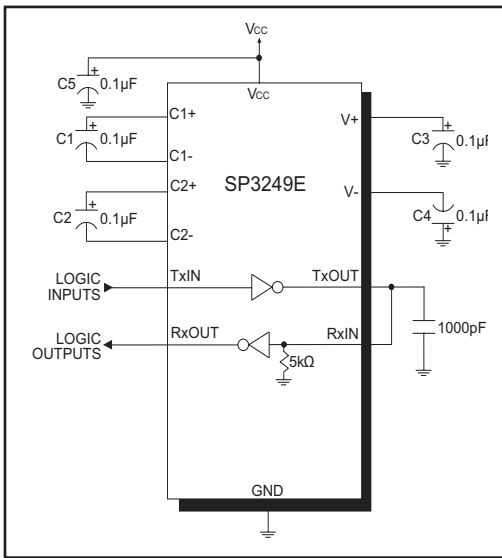 VCC
C5 + 0.1µF
VCC
C1 + 0.1µF
C1+
C1-
C2 + 0.1µF
C2+
C2-
SP3249E
V+
C3 + 0.1µF
V-
C4 + 0.1µF
LOGIC
INPUTS
TxIN
TxOUT
LOGIC
OUTPUTS
RxOUT
RxIN
5kΩ
1000pF
GND